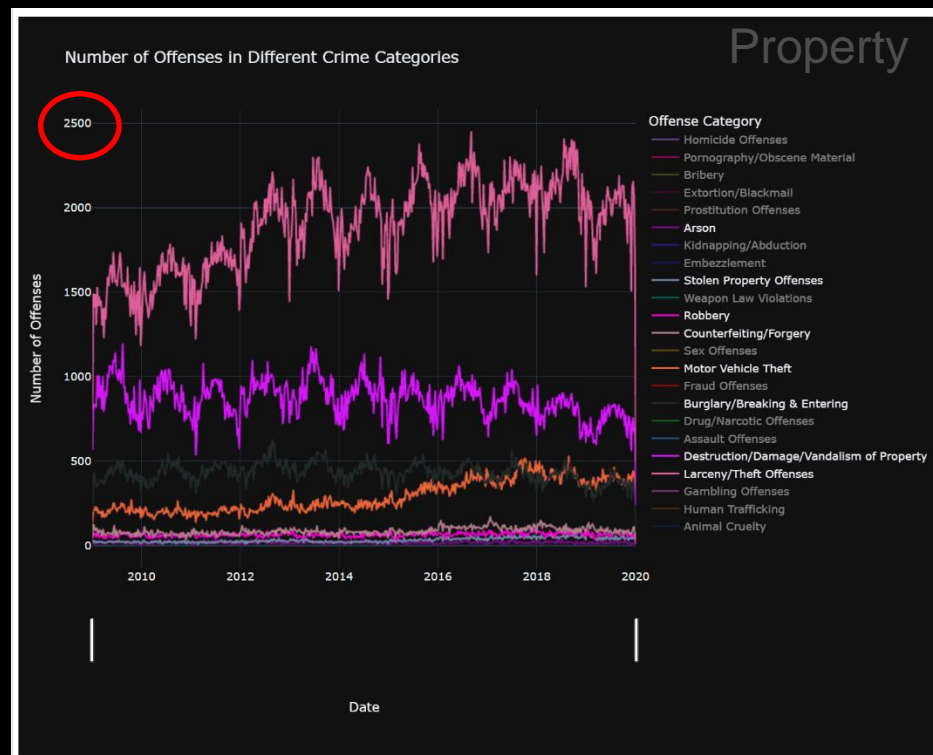 Property
Number of Offenses in Different Crime Categories
2500
2000
1500
1000
500
0
Number of Offenses
2010 2012 2014 2016 2018 2020
Date
Offense Category
Homicide Offenses
Pornography/Obscene Material
Bribery
Extortion/Blackmail
Prostitution Offenses
Arson
Kidnapping/Abduction
Embezzlement
Stolen Property Offenses
Weapon Law Violations
Robbery
Counterfeiting/Forgery
Sex Offenses
Motor Vehicle Theft
Fraud Offenses
Burglary/Breaking & Entering
Drug/Narcotic Offenses
Assault Offenses
Destruction/Damage/Vandalism of Property
Larceny/Theft Offenses
Gambling Offenses
Human Trafficking
Animal Cruelty